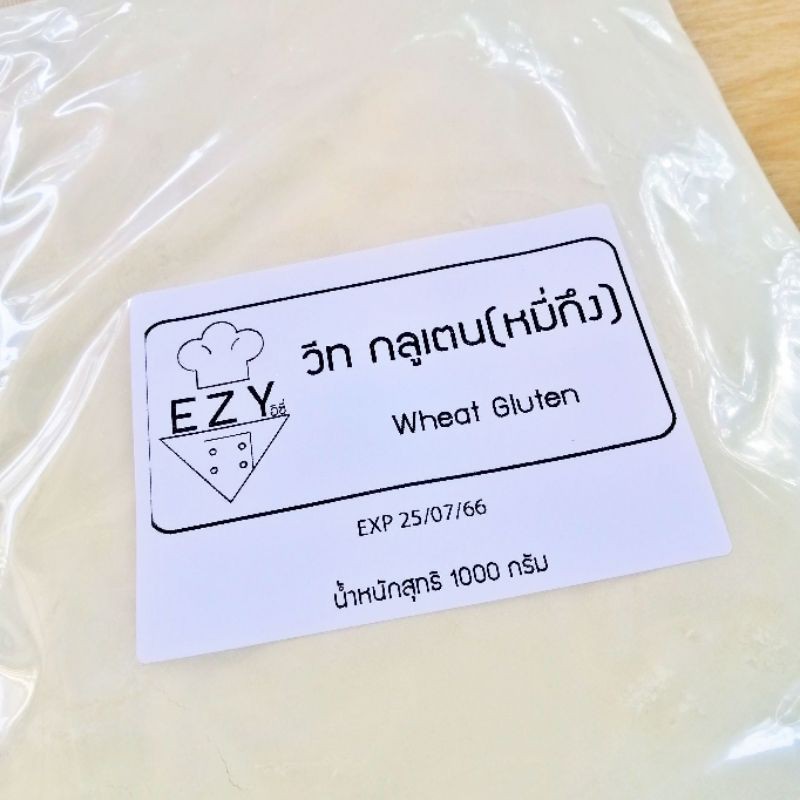 วีท กลูเตน(หมี่กึง)
Wheat Gluten
EZY
อีซี่
EXP 25/07/66
น้ำหนักสุทธิ 1000 กรัม